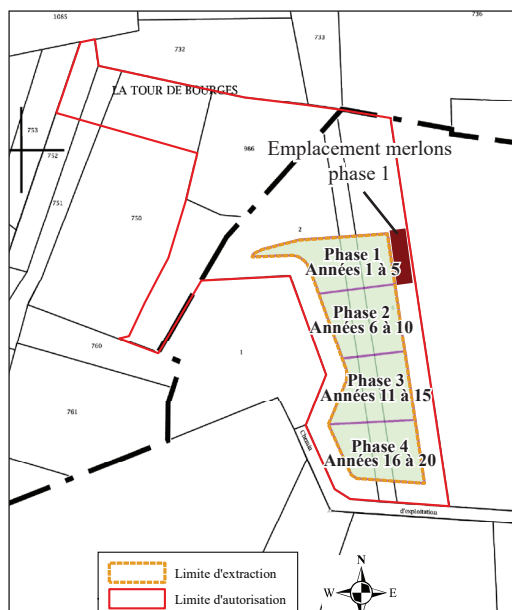 1085
736
733
732
LA TOUR DE BOURGES
753
752
986
Emplacement merlons
phase 1
751
750
2
Phase 1
Années 1 à 5
Phase 2
Années 6 à 10
760
1
Phase 3
Années 11 à 15
761
Chemin
Phase 4
Années 16 à 20
d'exploitation
N
W
E
Limite d'extraction
Limite d'autorisation